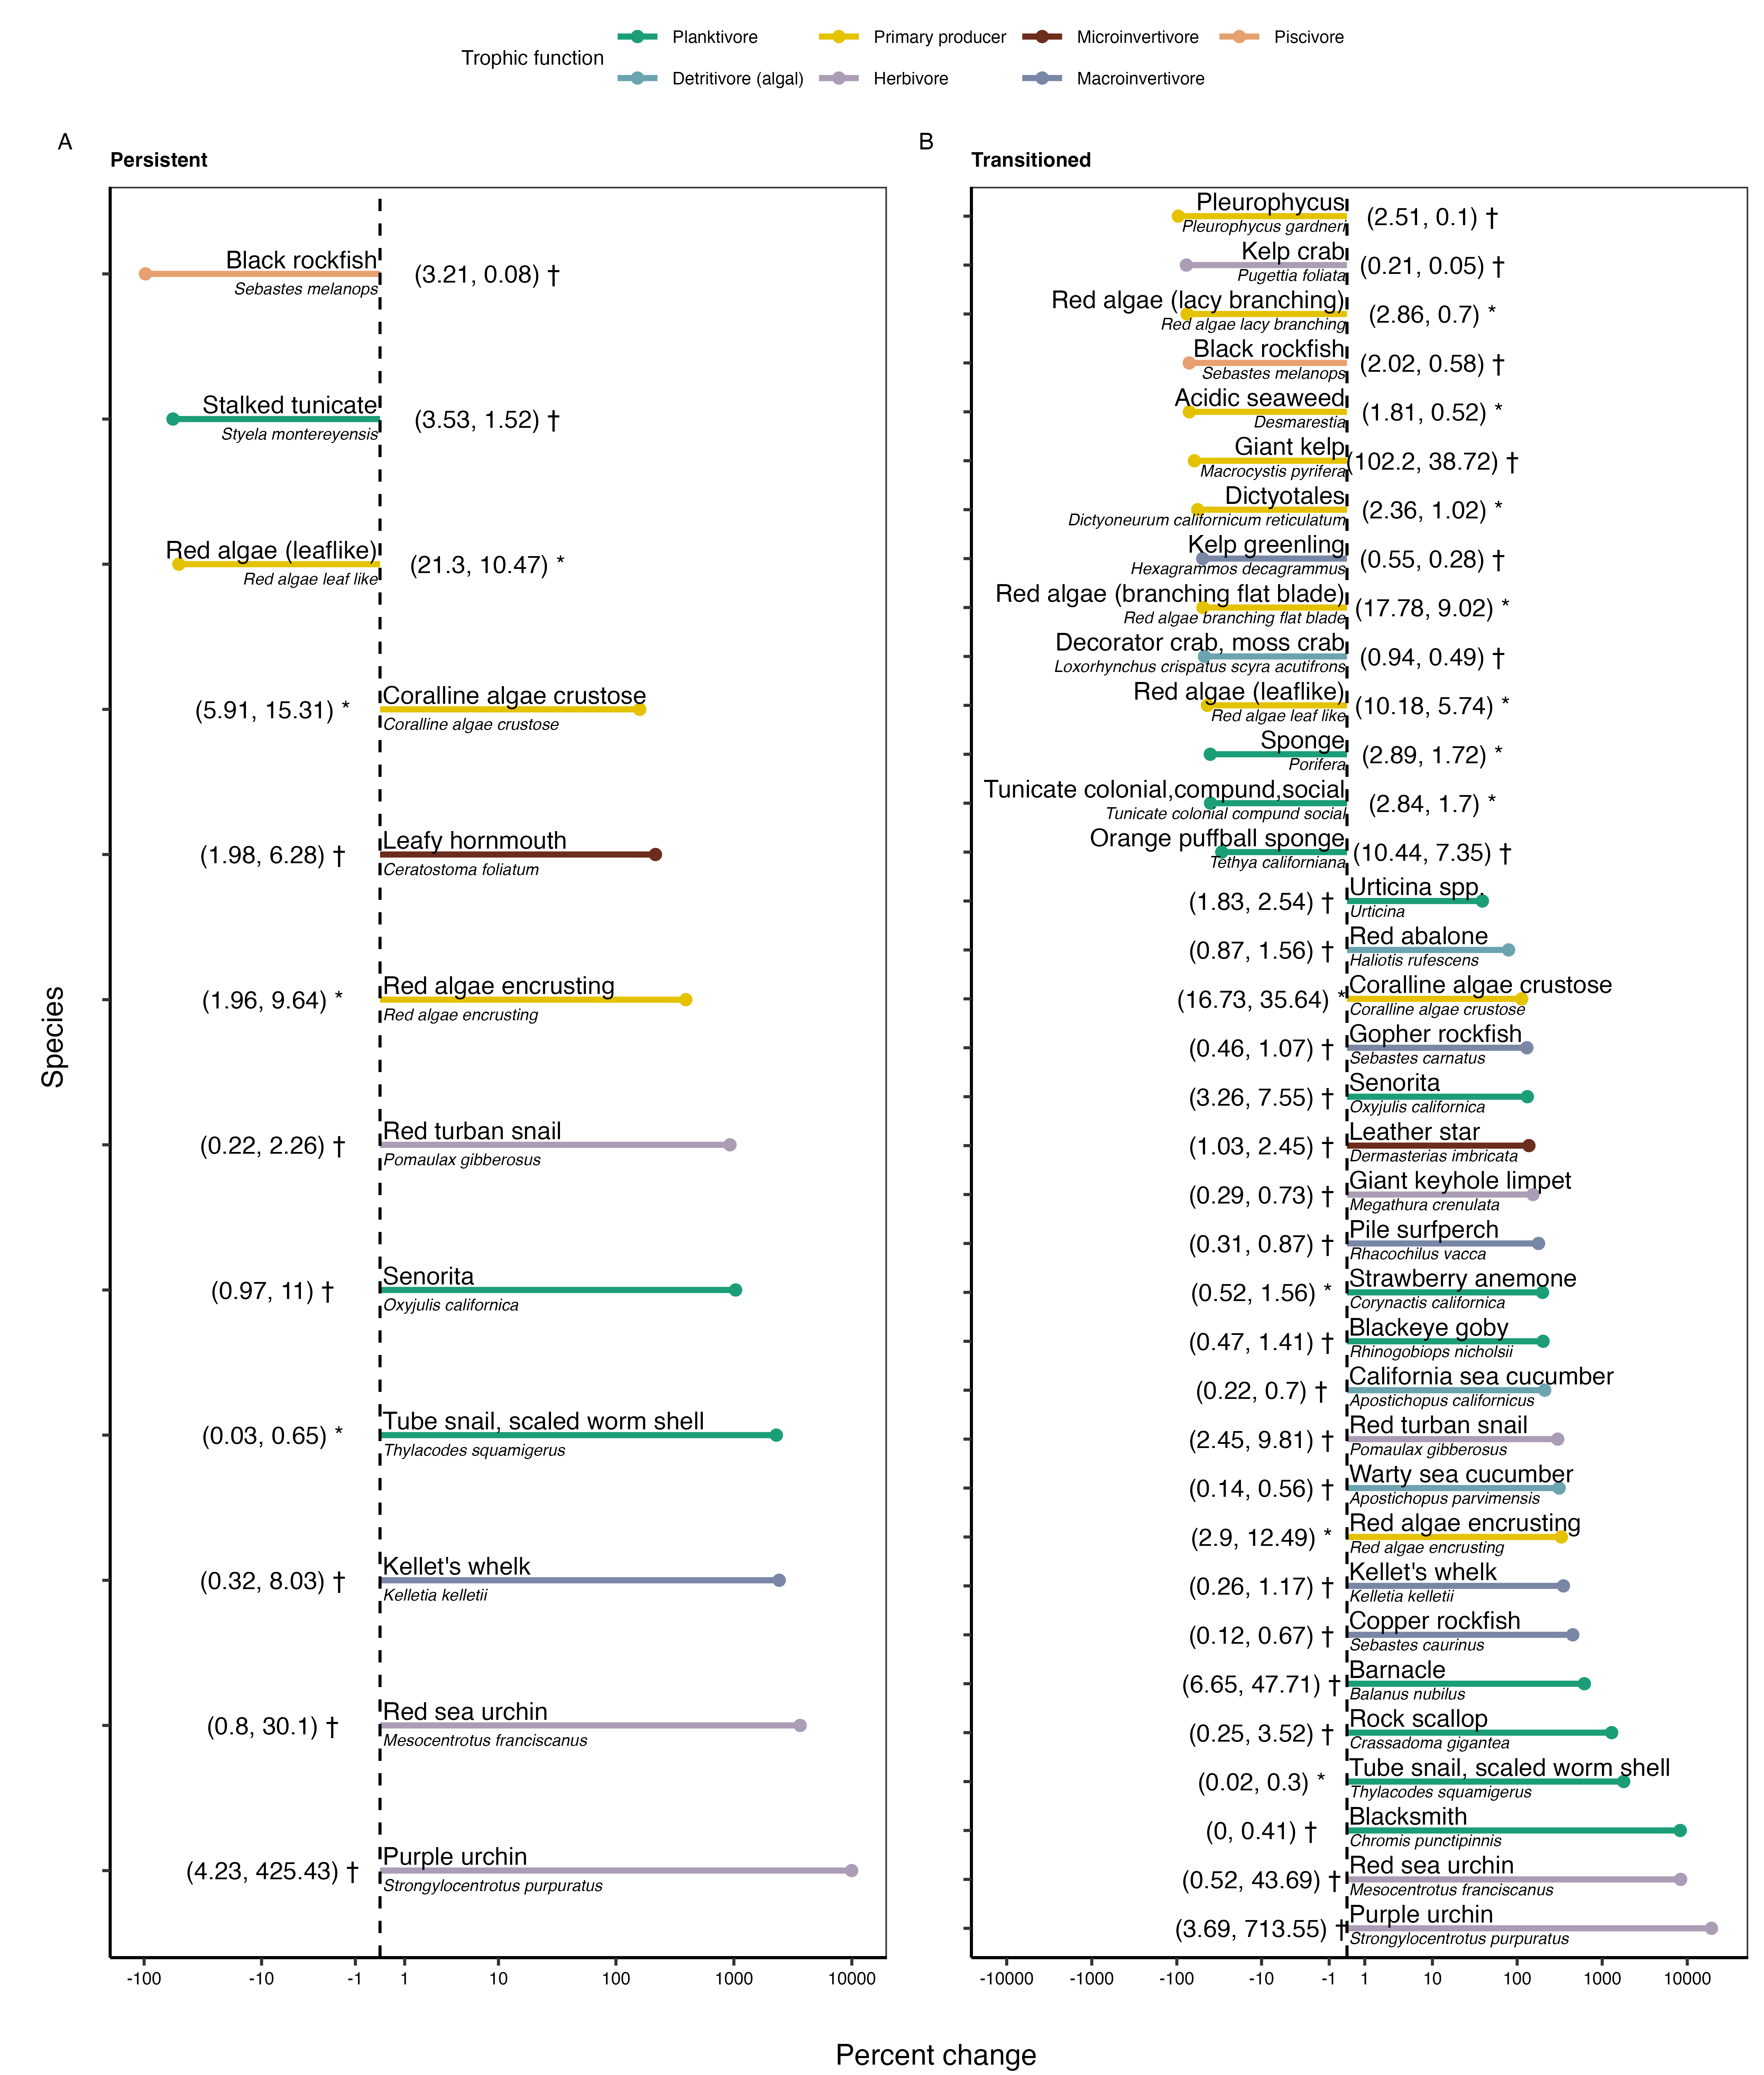 Trophic function
Planktivore
Primary producer
Microinvertivore
Piscivore
Detritivore (algal)
Herbivore
Macroinvertivore
A
Persistent
Species
Black rockfish
Sebastes melanops
(3.21, 0.08) †
Stalked tunicate
Styela montereyensis
(3.53, 1.52) †
Red algae (leaflike)
Red algae leaf like
(21.3, 10.47) *
(5.91, 15.31) *
Coralline algae crustose
Coralline algae crustose
(1.98, 6.28) †
Leafy hornmouth
Ceratostoma foliatum
(1.96, 9.64) *
Red algae encrusting
Red algae encrusting
(0.22, 2.26) †
Red turban snail
Pomaulax gibberosus
(0.97, 11) †
Senorita
Oxyjulis californica
(0.03, 0.65) *
Tube snail, scaled worm shell
Thylacodes squamigerus
(0.32, 8.03) †
Kellet's whelk
Kelletia kelletii
(0.8, 30.1) †
Red sea urchin
Mesocentrotus franciscanus
(4.23, 425.43) †
Purple urchin
Strongylocentrotus purpuratus
-100 -10 -1 1 10 100 1000 10000
B
Transitioned
Pleurophycus
Pleurophycus gardneri
(2.51, 0.1) †
Kelp crab
Pugettia foliata
(0.21, 0.05) †
Red algae (lacy branching)
Red algae lacy branching
(2.86, 0.7) *
Black rockfish
Sebastes melanops
(2.02, 0.58) †
Acidic seaweed
Desmarestia
(1.81, 0.52) *
Giant kelp
Macrocystis pyrifera
(102.2, 38.72) †
Dictyotales
Dictyoneurum californicum reticulatum
(2.36, 1.02) *
Kelp greenling
Hexagrammos decagrammus
(0.55, 0.28) †
Red algae (branching flat blade)
Red algae branching flat blade
(17.78, 9.02) *
Decorator crab, moss crab
Loxorhynchus crispatus scyra acutifrons
(0.94, 0.49) †
Red algae (leaflike)
Red algae leaf like
(10.18, 5.74) *
Sponge
Porifera
(2.89, 1.72) *
Tunicate colonial,compund,social
Tunicate colonial compund social
(2.84, 1.7) *
Orange puffball sponge
Tethya californiana
(10.44, 7.35) †
(1.83, 2.54) †
Urticina spp.
Urticina
(0.87, 1.56) †
Red abalone
Haliotis rufescens
(16.73, 35.64) *
Coralline algae crustose
Coralline algae crustose
(0.46, 1.07) †
Gopher rockfish
Sebastes carnatus
(3.26, 7.55) †
Senorita
Oxyjulis californica
(1.03, 2.45) †
Leather star
Dermasterias imbricata
(0.29, 0.73) †
Giant keyhole limpet
Megathura crenulata
(0.31, 0.87) †
Pile surfperch
Rhacochilus vacca
(0.52, 1.56) *
Strawberry anemone
Corynactis californica
(0.47, 1.41) †
Blackeye goby
Rhinogobiops nicholsii
(0.22, 0.7) †
California sea cucumber
Apostichopus californicus
(2.45, 9.81) †
Red turban snail
Pomaulax gibberosus
(0.14, 0.56) †
Warty sea cucumber
Apostichopus parvimensis
(2.9, 12.49) *
Red algae encrusting
Red algae encrusting
(0.26, 1.17) †
Kellet's whelk
Kelletia kelletii
(0.12, 0.67) †
Copper rockfish
Sebastes caurinus
(6.65, 47.71) †
Barnacle
Balanus nubilus
(0.25, 3.52) †
Rock scallop
Crassadoma gigantea
(0.02, 0.3) *
Tube snail, scaled worm shell
Thylacodes squamigerus
(0, 0.41) †
Blacksmith
Chromis punctipinnis
(0.52, 43.69) †
Red sea urchin
Mesocentrotus franciscanus
(3.69, 713.55) †
Purple urchin
Strongylocentrotus purpuratus
-10000 -1000 -100 -10 -1 1 10 100 1000 10000
Percent change